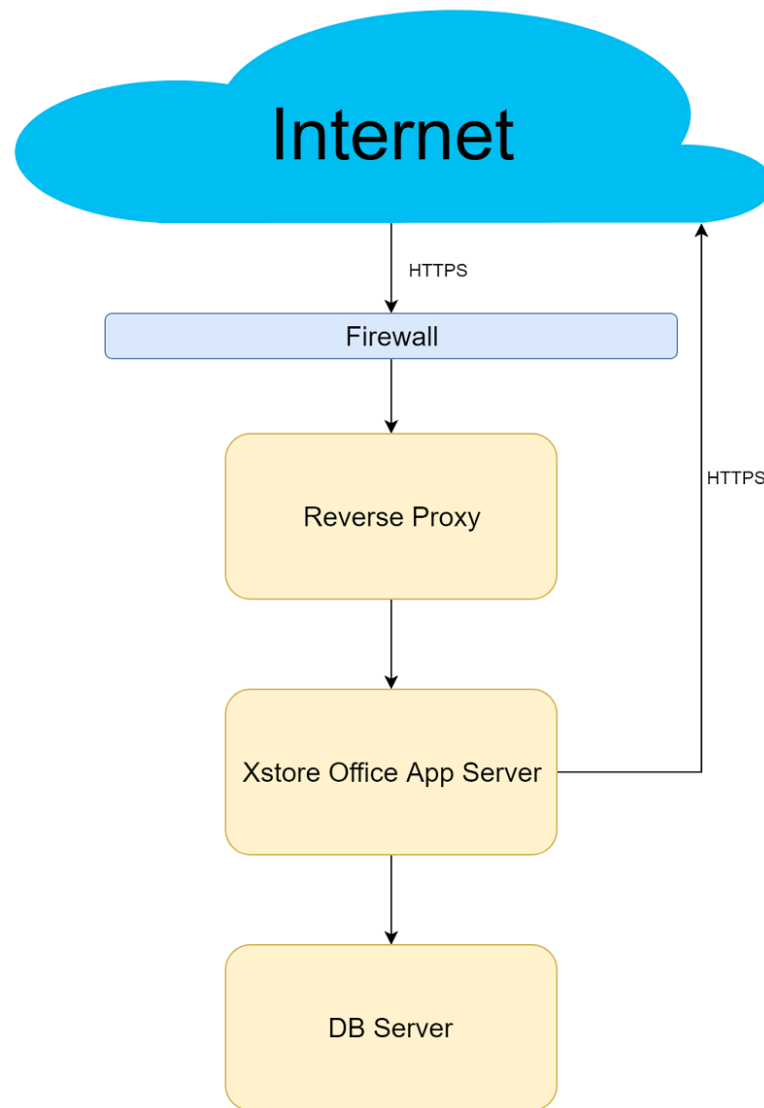 Internet
HTTPS
Firewall
HTTPS
Reverse Proxy
Xstore Office App Server
DB Server